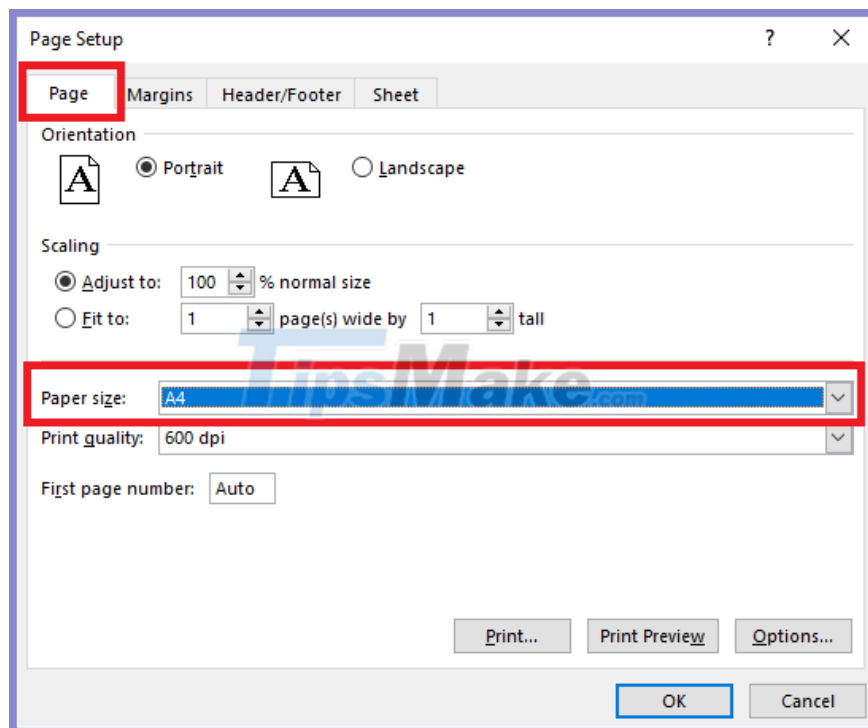 Page Setup ? X
Page Margins Header/Footer Sheet
Orientation
A Portrait A Landscape
Scaling
Adjust to: 100 % normal size
Fit to: 1 page(s) wide by 1 tall
TipsMake.com
Paper size: A4
Print quality: 600 dpi
First page number: Auto
Print... Print Preview Options...
OK Cancel